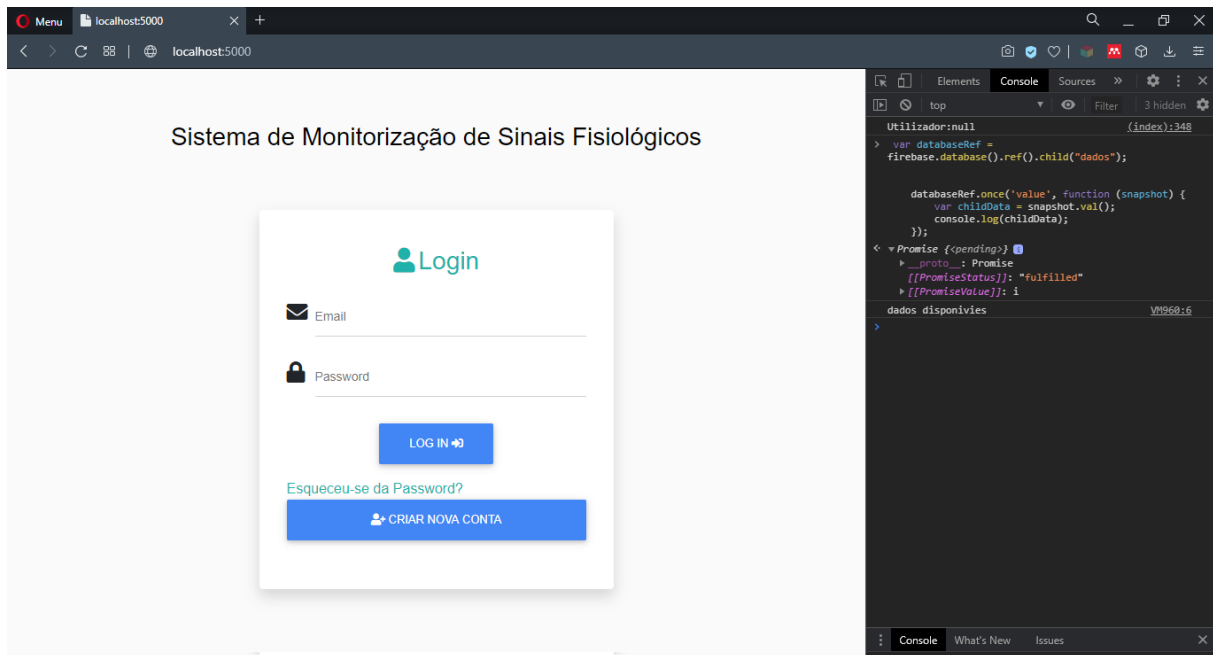 Menu
localhost:5000
localhost:5000
Sistema de Monitorização de Sinais Fisiológicos
Login
Email
Password
LOG IN
Esqueceu-se da Password?
CRIAR NOVA CONTA
Elements Console Sources »
top Filter 3 hidden
Utilizador:null (index):348
> var databaseRef =
firebase.database().ref().child("dados");
databaseRef.once('value', function (snapshot) {
var childData = snapshot.val();
console.log(childData);
});
Promise {<pending>}
__proto__: Promise
[[PromiseStatus]]: "fulfilled"
[[PromiseValue]]: i
dados disponivies VM960:6
>
Console What's New Issues